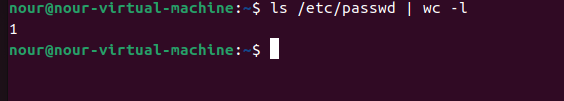 nour@nour-virtual-machine:~$ ls /etc/passwd | wc -l
1
nour@nour-virtual-machine:~$